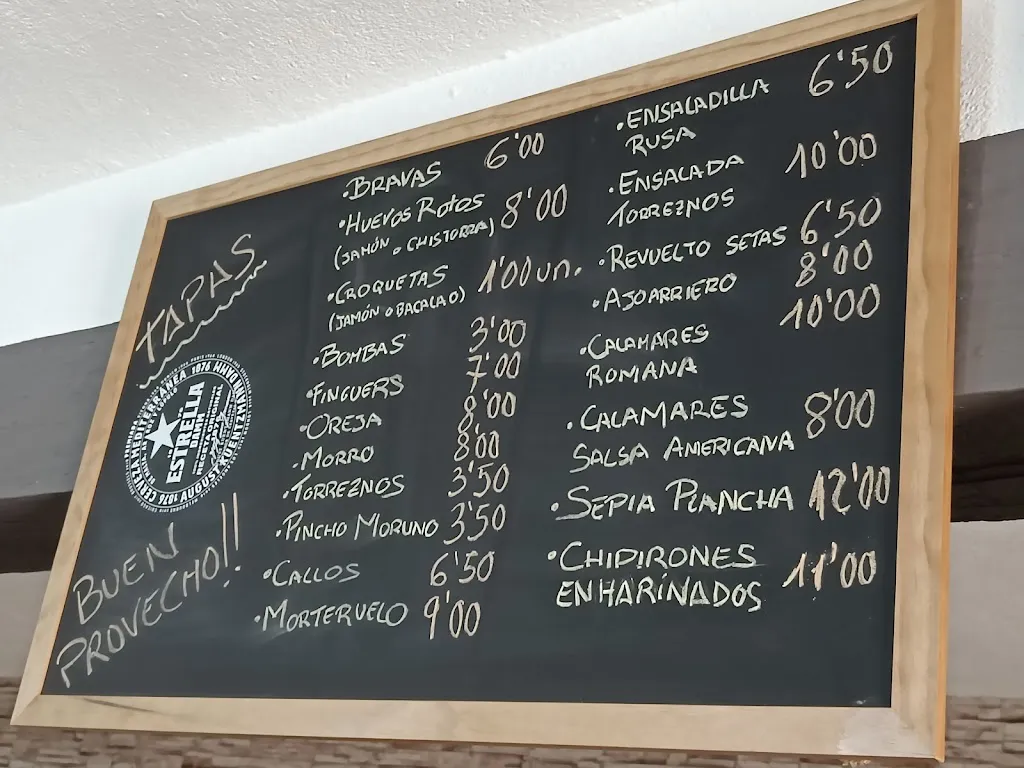 TAPAS
ESTRELLA
DAMM
BUEN
PROVECHO!!
·BRAVAS 6'00
·HUEVOS ROTOS 8'00
(JAMÓN O CHISTORRA)
·CROQUETAS 1'00 un.
(JAMÓN O BACALAO)
·BOMBAS 3'00
·FINGUERS 7'00
·OREJA 8'00
·MORRO 8'00
·TORREZNOS 3'50
·PINCHO MORUNO 3'50
·CALLOS 6'50
·MORTERUELO 9'00
·ENSALADILLA 6'50
RUSA
·ENSALADA 10'00
TORREZNOS
·REVUELTO SETAS 6'50
·AJOARRIERO 8'00
·CALAMARES 10'00
ROMANA
·CALAMARES 8'00
SALSA AMERICANA
·SEPIA PLANCHA 12'00
·CHIPIRONES 11'00
ENHARINADOS